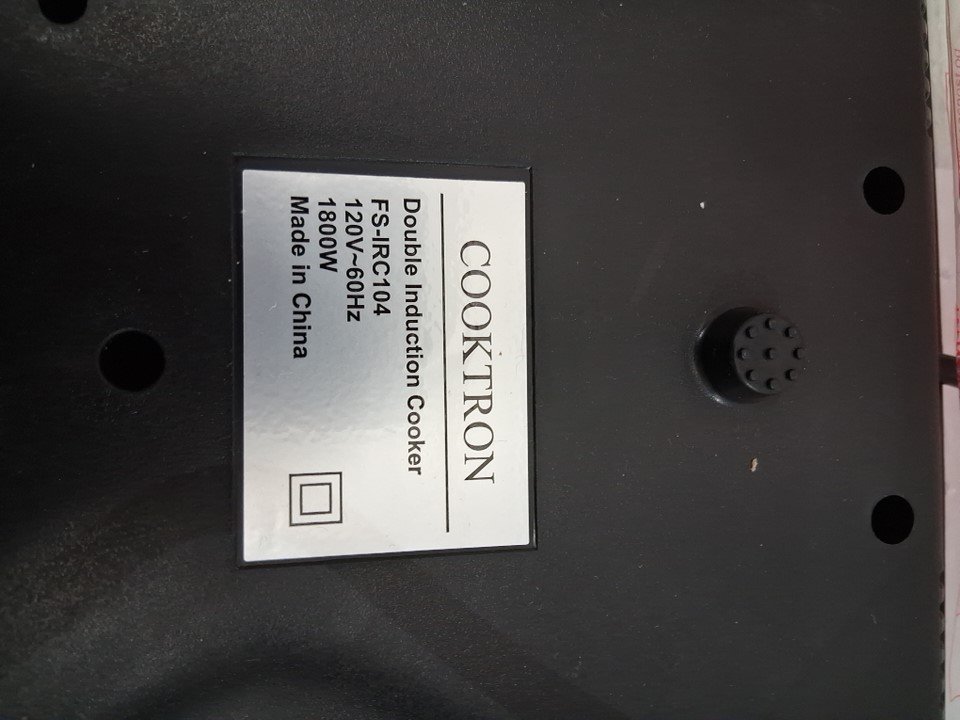 COOKTRON
Double Induction Cooker
FS-IRC104
120V~60Hz
1800W
Made in China